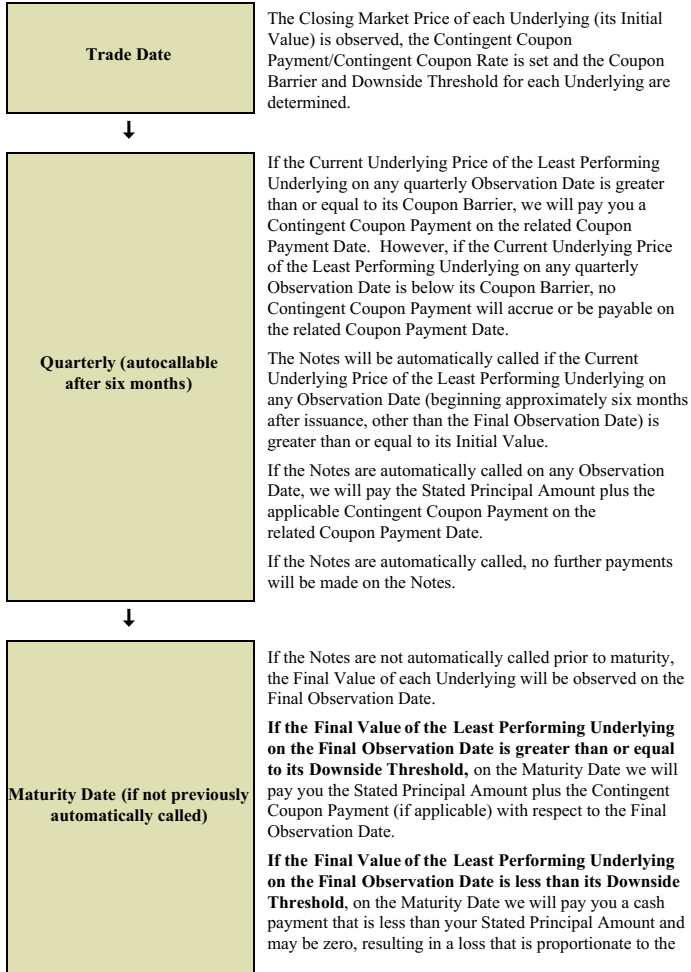 Trade Date
The Closing Market Price of each Underlying (its Initial
Value) is observed, the Contingent Coupon
Payment/Contingent Coupon Rate is set and the Coupon
Barrier and Downside Threshold for each Underlying are
determined.
Quarterly (autocallable
after six months)
If the Current Underlying Price of the Least Performing
Underlying on any quarterly Observation Date is greater
than or equal to its Coupon Barrier, we will pay you a
Contingent Coupon Payment on the related Coupon
Payment Date. However, if the Current Underlying Price
of the Least Performing Underlying on any quarterly
Observation Date is below its Coupon Barrier, no
Contingent Coupon Payment will accrue or be payable on
the related Coupon Payment Date.
The Notes will be automatically called if the Current
Underlying Price of the Least Performing Underlying on
any Observation Date (beginning approximately six months
after issuance, other than the Final Observation Date) is
greater than or equal to its Initial Value.
If the Notes are automatically called on any Observation
Date, we will pay the Stated Principal Amount plus the
applicable Contingent Coupon Payment on the
related Coupon Payment Date.
If the Notes are automatically called, no further payments
will be made on the Notes.
Maturity Date (if not previously
automatically called)
If the Notes are not automatically called prior to maturity,
the Final Value of each Underlying will be observed on the
Final Observation Date.
If the Final Value of the Least Performing Underlying
on the Final Observation Date is greater than or equal
to its Downside Threshold, on the Maturity Date we will
pay you the Stated Principal Amount plus the Contingent
Coupon Payment (if applicable) with respect to the Final
Observation Date.
If the Final Value of the Least Performing Underlying
on the Final Observation Date is less than its Downside
Threshold, on the Maturity Date we will pay you a cash
payment that is less than your Stated Principal Amount and
may be zero, resulting in a loss that is proportionate to the